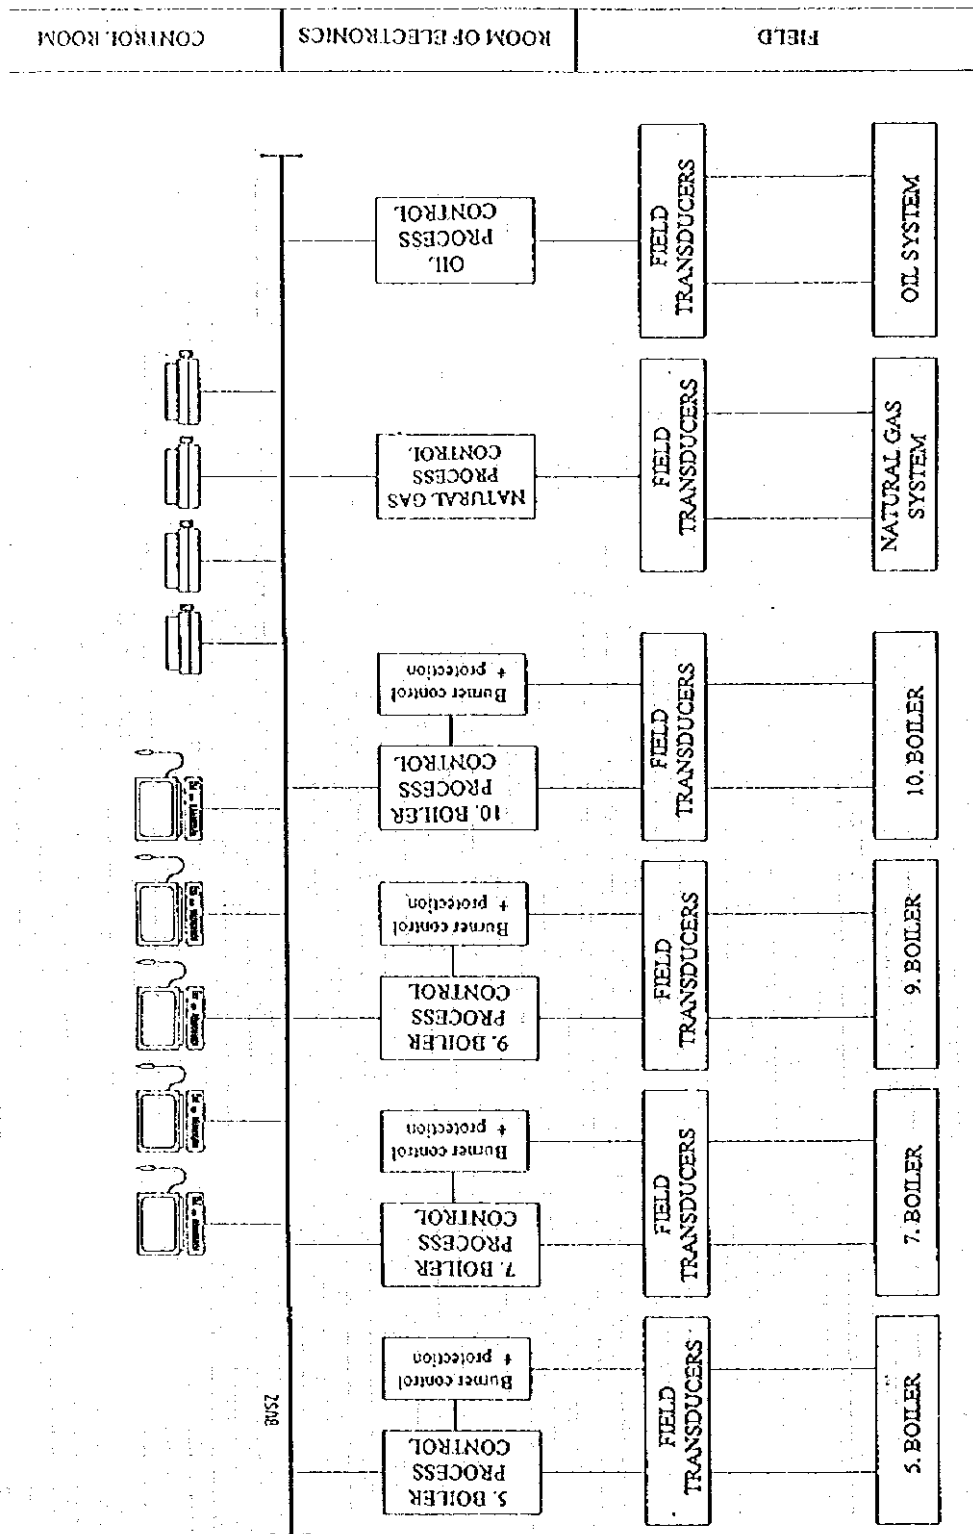 CONTROL ROOM
ROOM OF ELECTRONICS
FIELD
OIL
PROCESS
CONTROL
FIELD
TRANSDUCERS
OIL SYSTEM
NATURAL GAS
PROCESS
CONTROL
FIELD
TRANSDUCERS
NATURAL GAS
SYSTEM
Burner control
+ protection
10. BOILER
PROCESS
CONTROL
FIELD
TRANSDUCERS
10. BOILER
Burner control
+ protection
9. BOILER
PROCESS
CONTROL
FIELD
TRANSDUCERS
9. BOILER
Burner control
+ protection
7. BOILER
PROCESS
CONTROL
FIELD
TRANSDUCERS
7. BOILER
BUSZ
Burner control
+ protection
5. BOILER
PROCESS
CONTROL
FIELD
TRANSDUCERS
5. BOILER